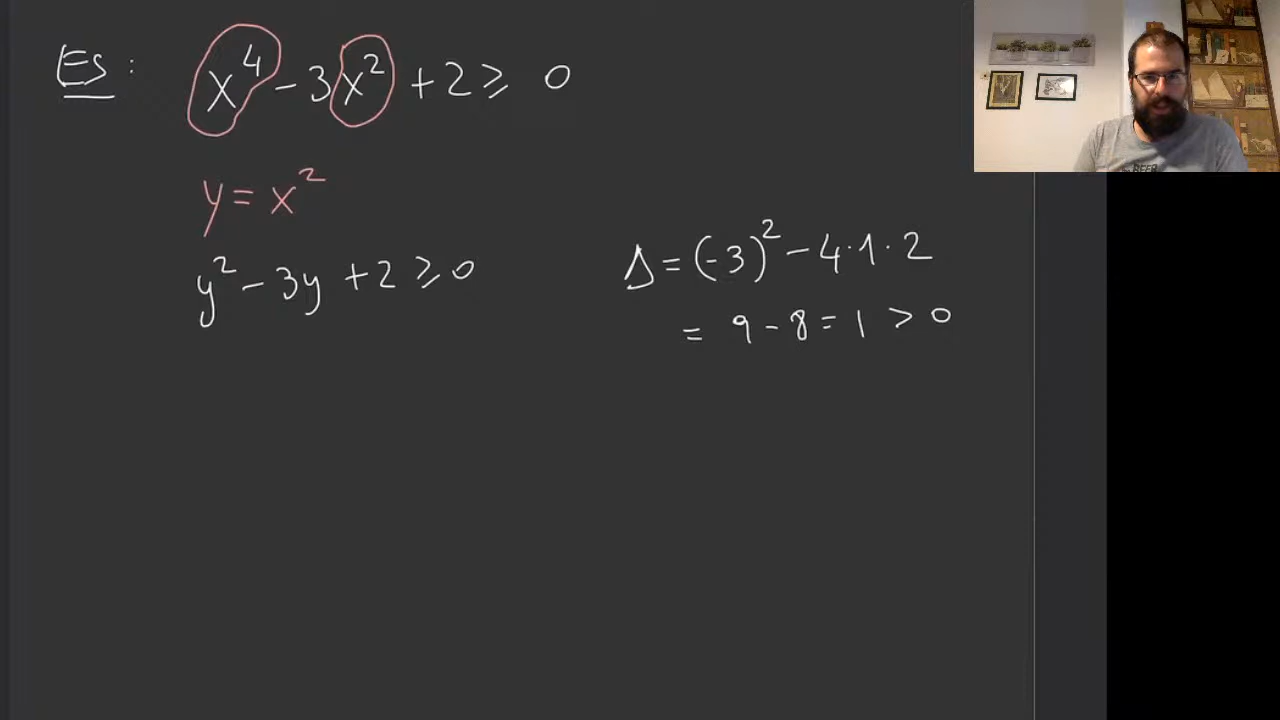 Es: x⁴ - 3x² + 2 ≥ 0
y = x²
y² - 3y + 2 ≥ 0
Δ = (-3)² - 4·1·2
= 9 - 8 = 1 > 0
BEER